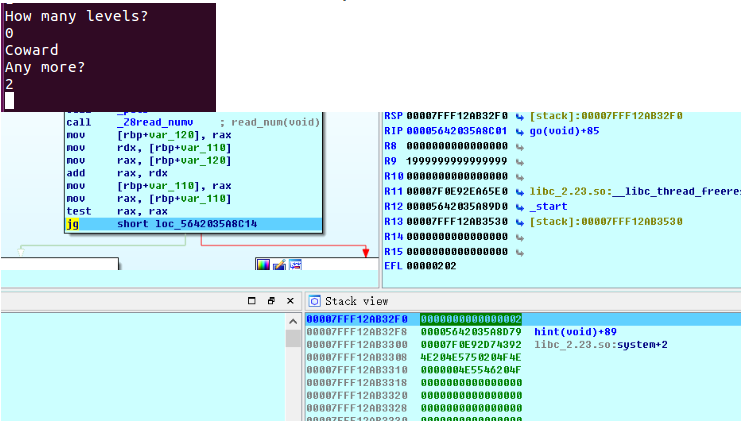 How many levels?
0
Coward
Any more?
2
call _Z8read_numv ; read_num(void)
mov [rbp+var_120], rax
mov rdx, [rbp+var_110]
mov rax, [rbp+var_120]
add rax, rdx
mov [rbp+var_110], rax
mov rax, [rbp+var_110]
test rax, rax
jg short loc_5642035A8C14
RSP 00007FFF12AB32F0 [stack]:00007FFF12AB32F0
RIP 00005642035A8C01 go(void)+85
R8 0000000000000000
R9 1999999999999999
R10 0000000000000000
R11 00007F0E92EA65E0 libc_2.23.so:__libc_thread_freeres
R12 00005642035A89D0 _start
R13 00007FFF12AB3530 [stack]:00007FFF12AB3530
R14 0000000000000000
R15 0000000000000000
EFL 00000202
Stack view
00007FFF12AB32F0 0000000000000002
00007FFF12AB32F8 00005642035A8D79 hint(void)+89
00007FFF12AB3300 00007F0E92D74392 libc_2.23.so:system+2
00007FFF12AB3308 4E204E5750204F4E
00007FFF12AB3310 0000004E5546204F
00007FFF12AB3318 0000000000000000
00007FFF12AB3320 0000000000000000
00007FFF12AB3328 0000000000000000